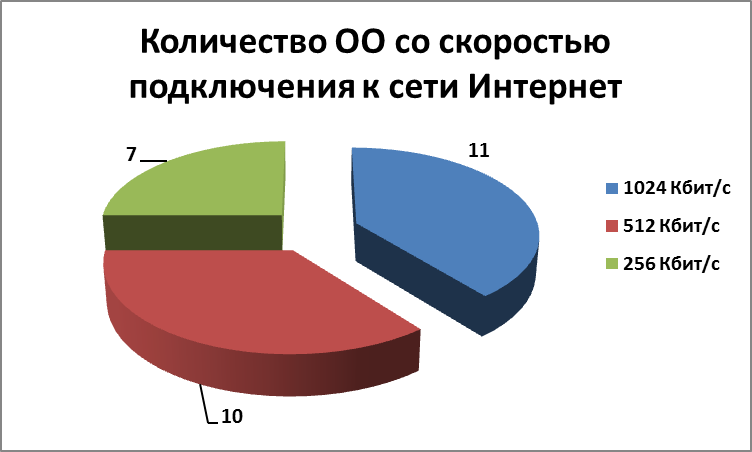 Количество ОО со скоростью
подключения к сети Интернет
7
11
1024 Кбит/с
512 Кбит/с
256 Кбит/с
10